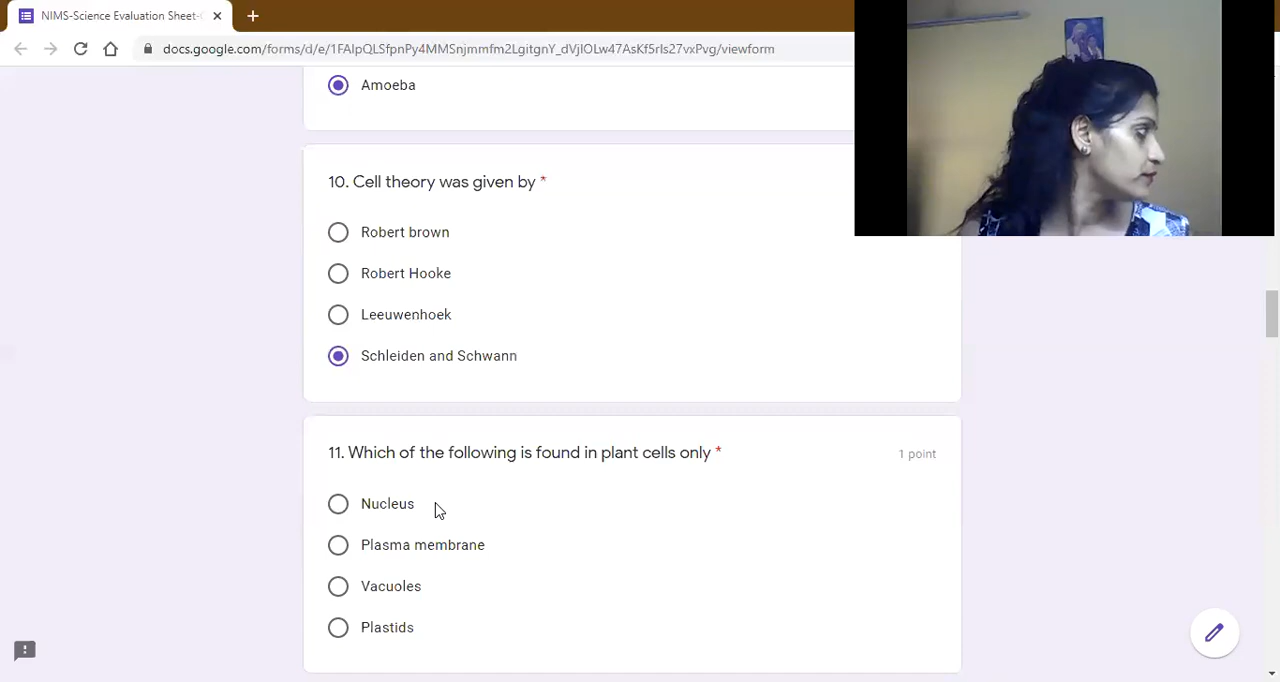 NIMS-Science Evaluation Sheet-
docs.google.com/forms/d/e/1FAIpQLSfpnPy4MMSnjmmfm2LgitgnY_dVjIOLw47AsKf5rIs27vxPvg/viewform
Amoeba
10. Cell theory was given by *
Robert brown
Robert Hooke
Leeuwenhoek
Schleiden and Schwann
11. Which of the following is found in plant cells only *
1 point
Nucleus
Plasma membrane
Vacuoles
Plastids